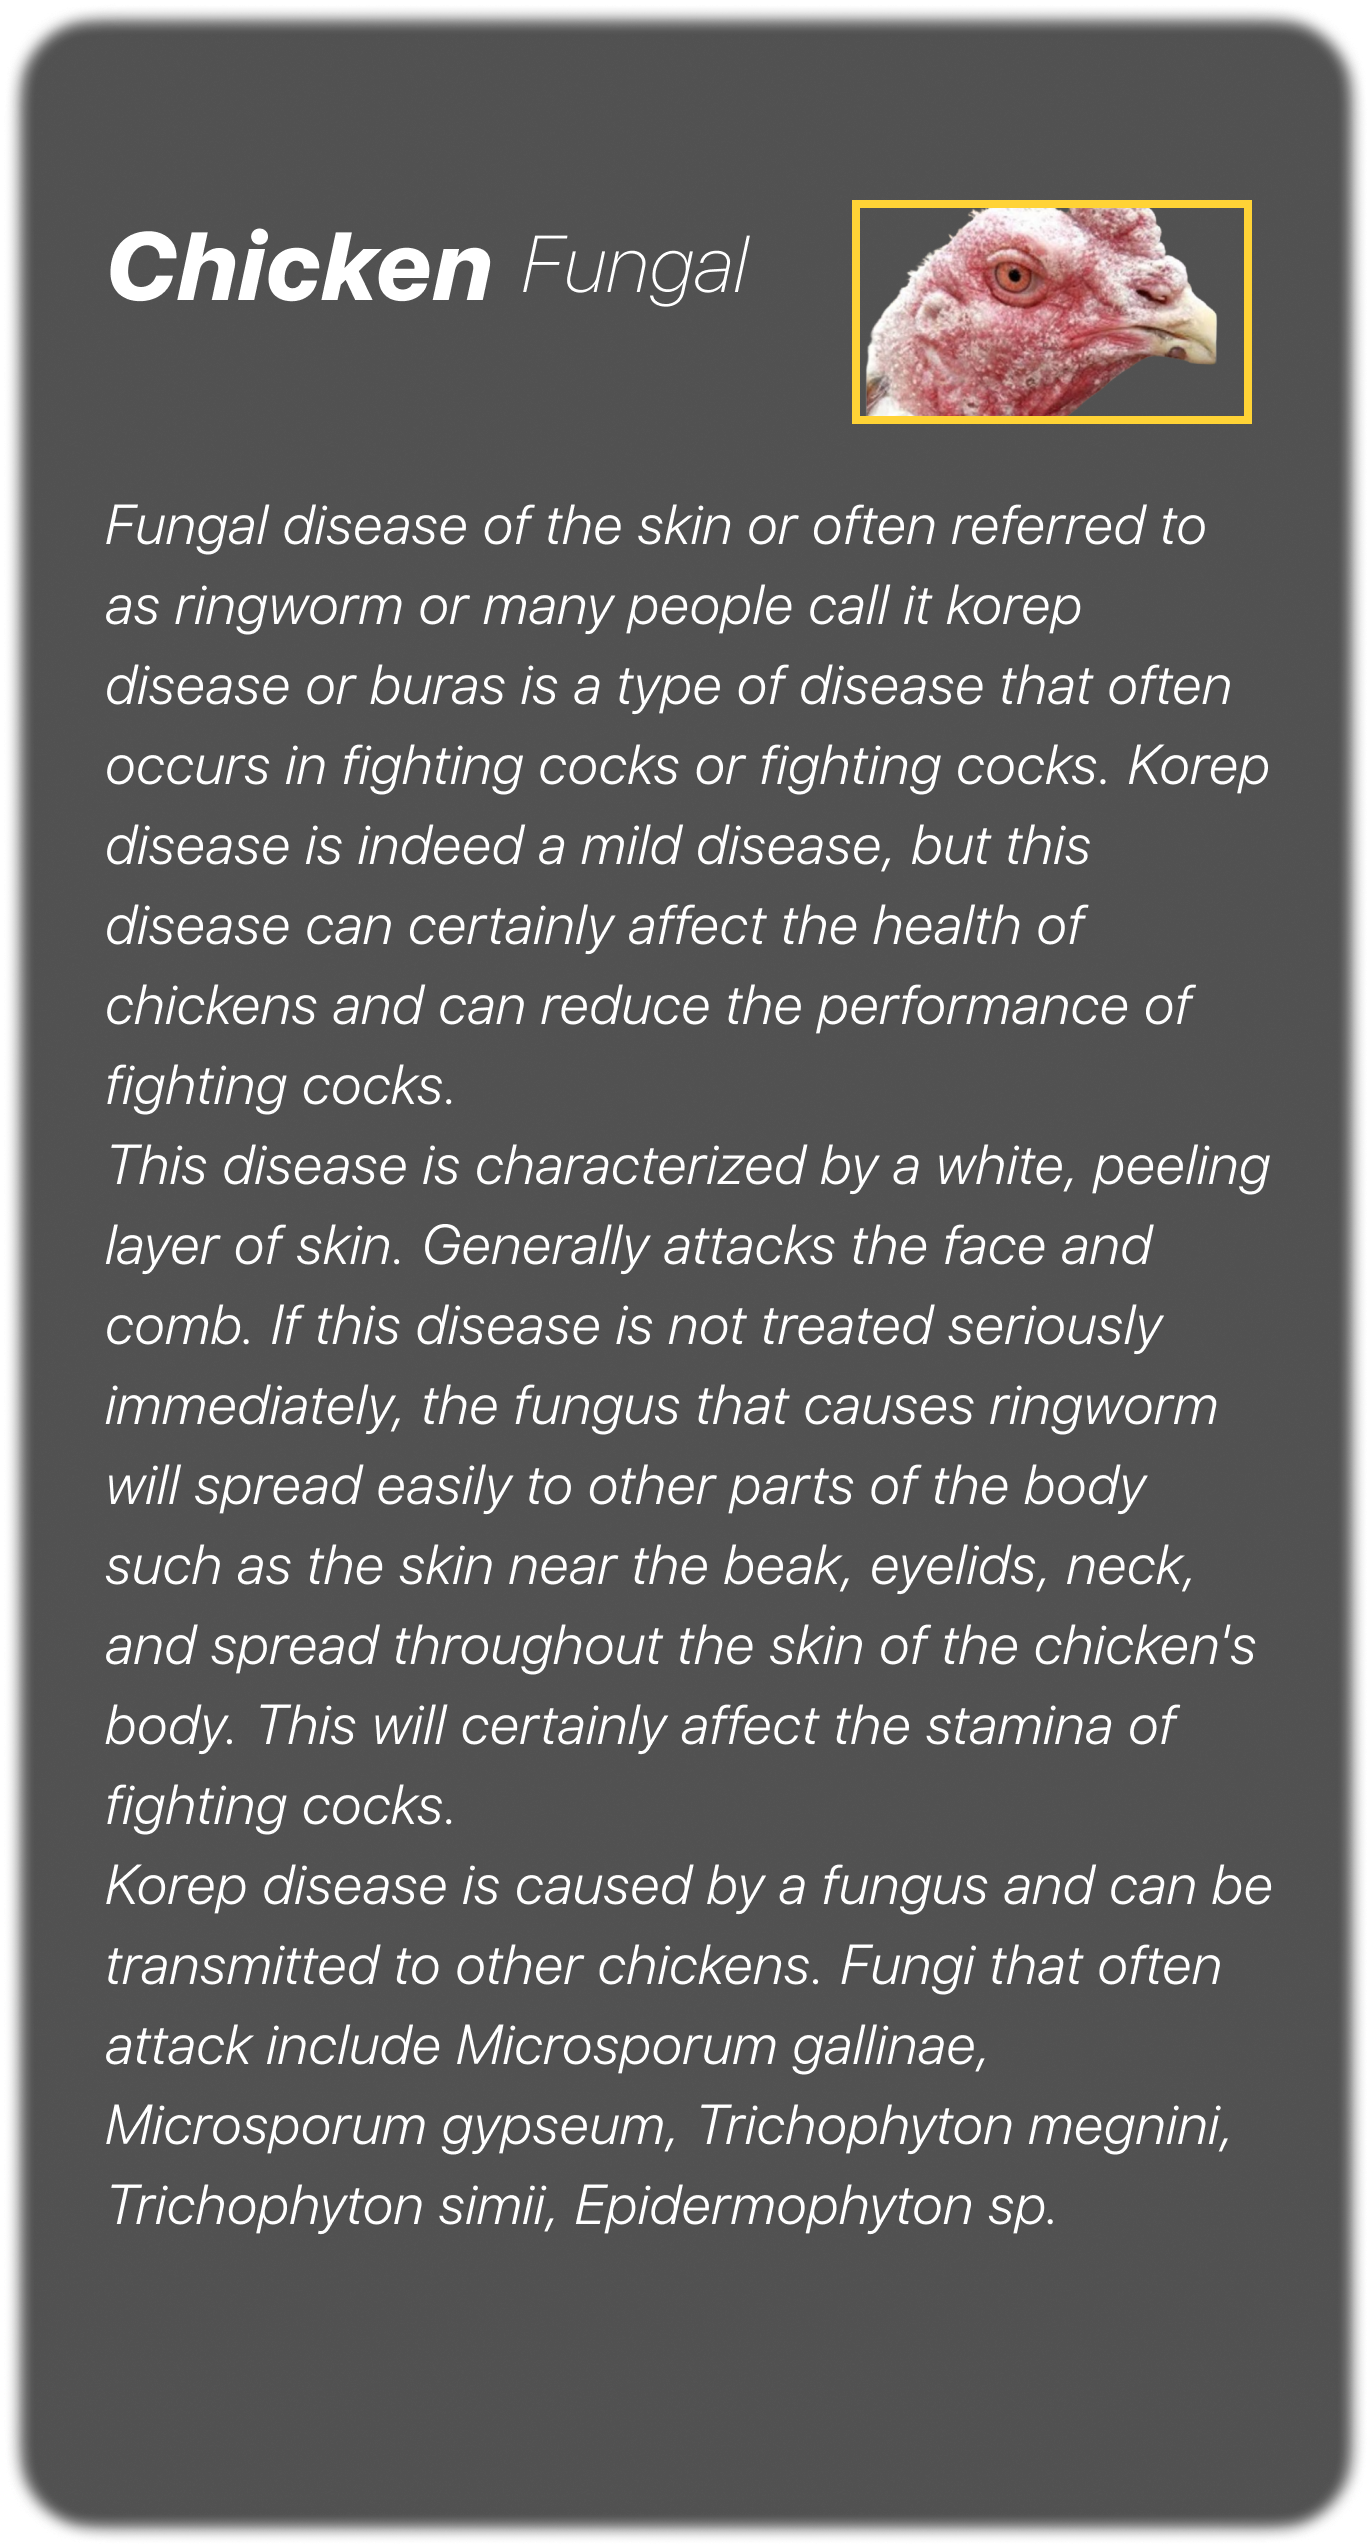 Chicken Fungal
Fungal disease of the skin or often referred to
as ringworm or many people call it korep
disease or buras is a type of disease that often
occurs in fighting cocks or fighting cocks. Korep
disease is indeed a mild disease, but this
disease can certainly affect the health of
chickens and can reduce the performance of
fighting cocks.
This disease is characterized by a white, peeling
layer of skin. Generally attacks the face and
comb. If this disease is not treated seriously
immediately, the fungus that causes ringworm
will spread easily to other parts of the body
such as the skin near the beak, eyelids, neck,
and spread throughout the skin of the chicken's
body. This will certainly affect the stamina of
fighting cocks.
Korep disease is caused by a fungus and can be
transmitted to other chickens. Fungi that often
attack include Microsporum gallinae,
Microsporum gypseum, Trichophyton megnini,
Trichophyton simii, Epidermophyton sp.